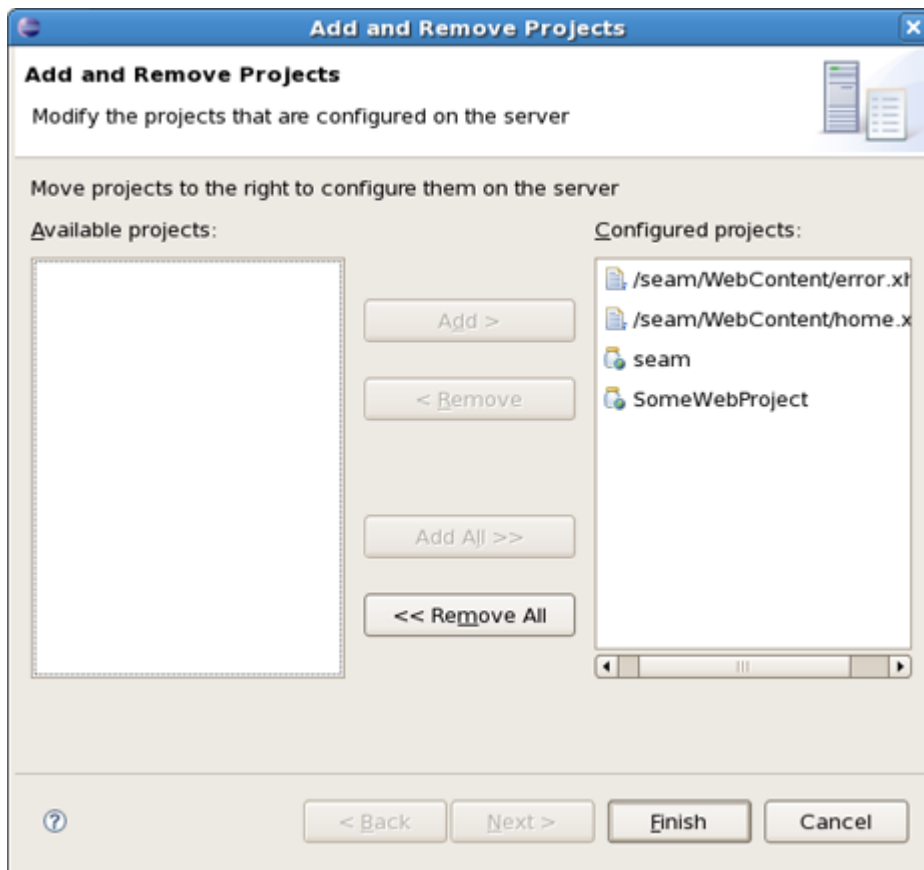 Add and Remove Projects
Add and Remove Projects
Modify the projects that are configured on the server
Move projects to the right to configure them on the server
Available projects:
Configured projects:
/seam/WebContent/error.xh
/seam/WebContent/home.x
seam
SomeWebProject
Add >
< Remove
Add All >>
<< Remove All
< Back
Next >
Finish
Cancel